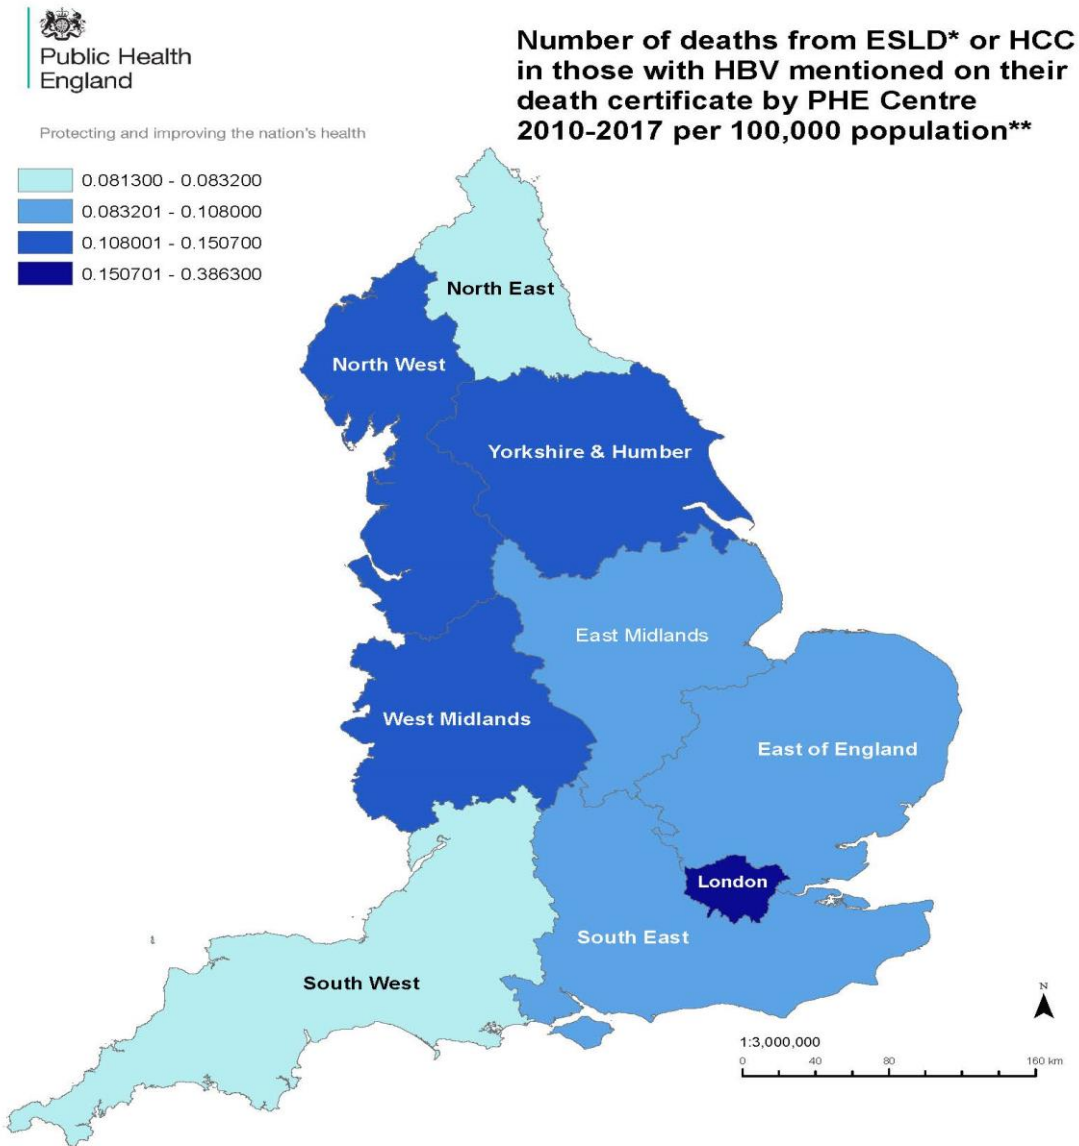 Public Health
England
Protecting and improving the nation's health
Number of deaths from ESLD* or HCC
in those with HBV mentioned on their
death certificate by PHE Centre
2010-2017 per 100,000 population**
0.081300 - 0.083200
0.083201 - 0.108000
0.108001 - 0.150700
0.150701 - 0.386300
North East
North West
Yorkshire & Humber
East Midlands
West Midlands
East of England
London
South East
South West
N
1:3,000,000
0 40 80 160 km